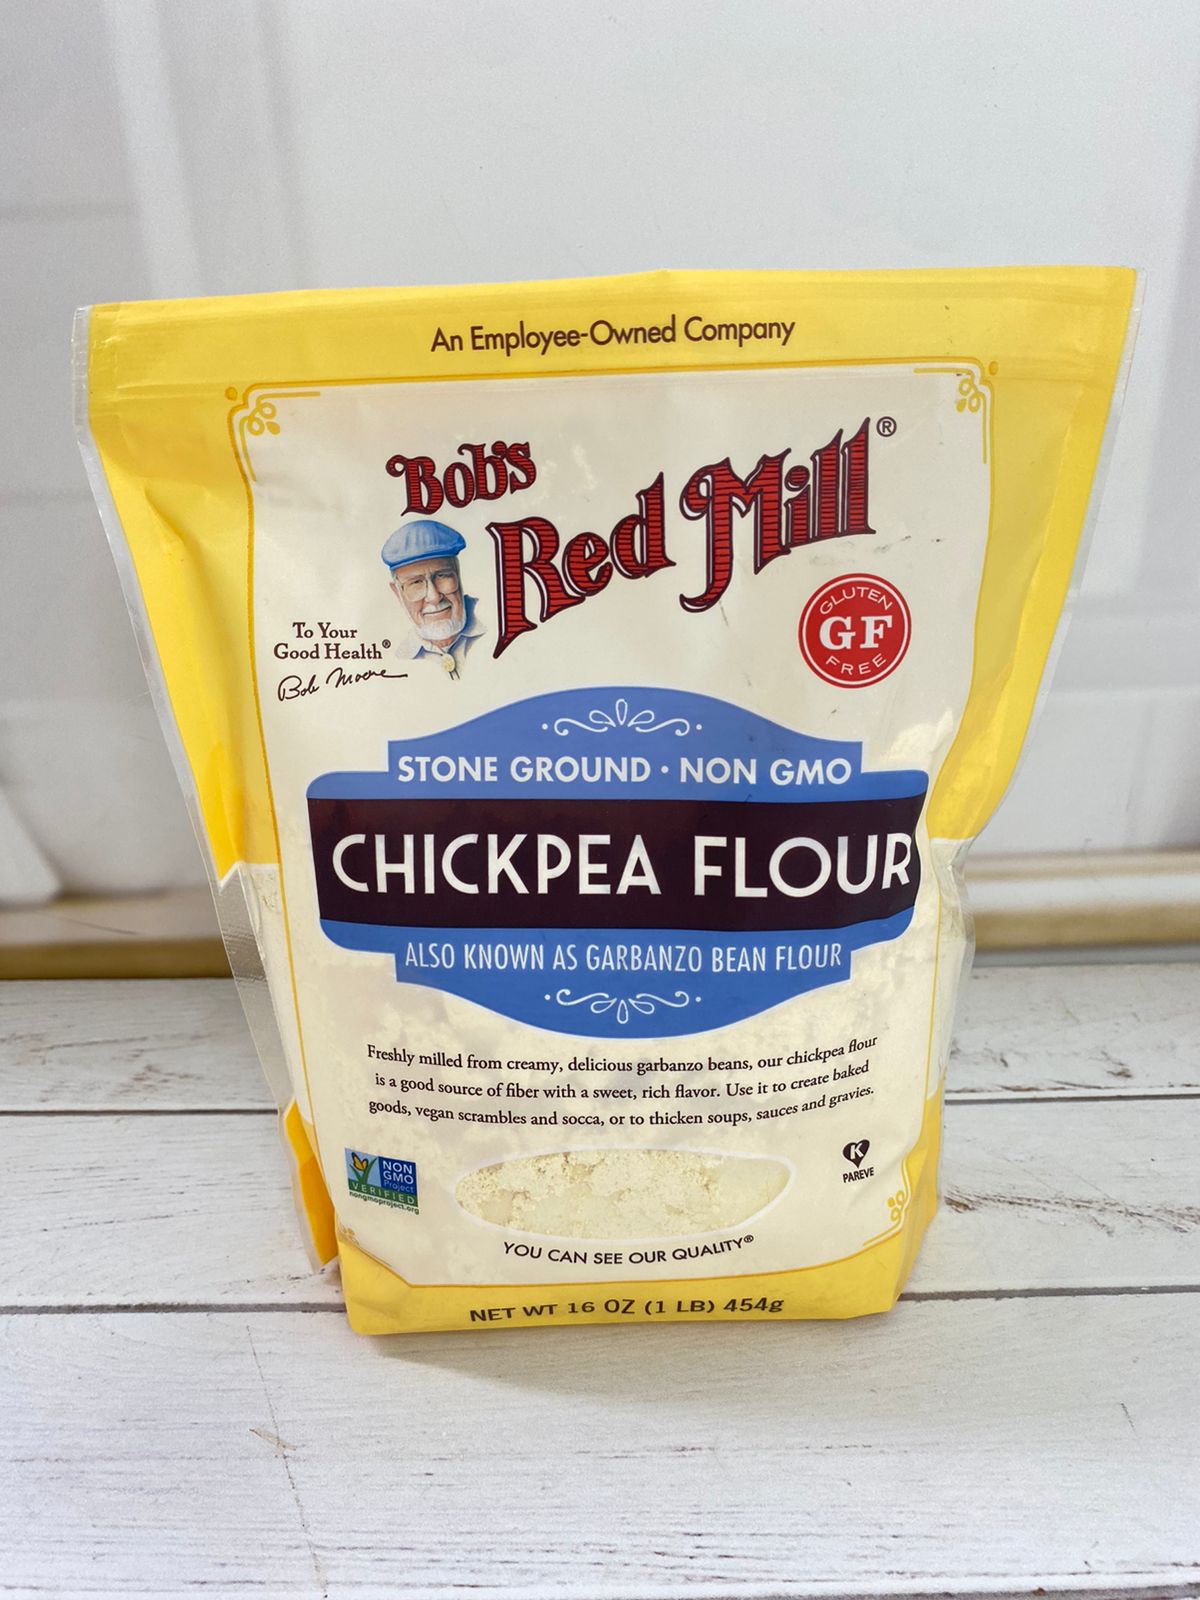 An Employee-Owned Company
Bob's
Red Mill®
To Your
Good Health®
Bob Moore
GLUTEN
GF
FREE
STONE GROUND · NON GMO
CHICKPEA FLOUR
ALSO KNOWN AS GARBANZO BEAN FLOUR
Freshly milled from creamy, delicious garbanzo beans, our chickpea flour
is a good source of fiber with a sweet, rich flavor. Use it to create baked
goods, vegan scrambles and socca, or to thicken soups, sauces and gravies.
NON
GMO
Project
VERIFIED
nongmoproject.org
K
PAREVE
YOU CAN SEE OUR QUALITY®
NET WT 16 OZ (1 LB) 454g